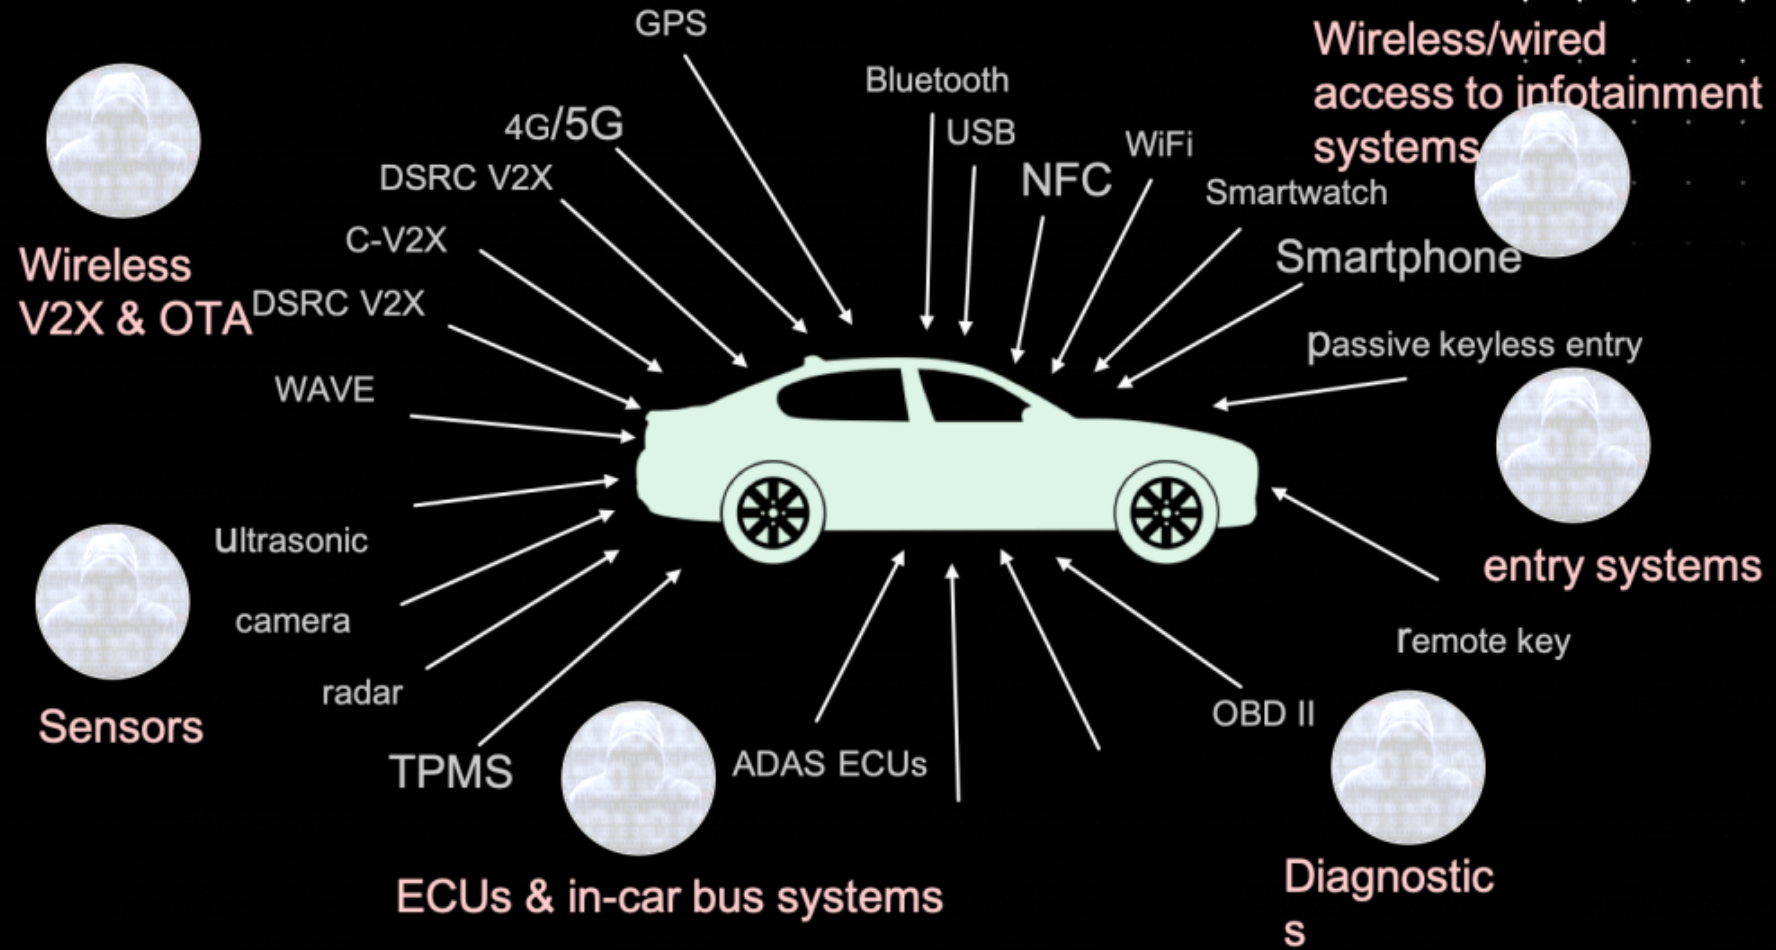 GPS
Wireless/wired
access to infotainment
systems
Bluetooth
4G/5G
USB
WiFi
NFC
DSRC V2X
Smartwatch
C-V2X
Smartphone
Wireless
V2X & OTA
DSRC V2X
passive keyless entry
WAVE
ultrasonic
entry systems
camera
remote key
radar
OBD II
Sensors
TPMS
ADAS ECUs
ECUs & in-car bus systems
Diagnostic
s